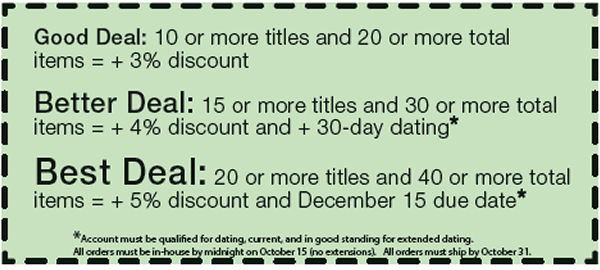 Good Deal: 10 or more titles and 20 or more total
items = + 3% discount
Better Deal: 15 or more titles and 30 or more total
items = + 4% discount and + 30-day dating*
Best Deal: 20 or more titles and 40 or more total
items = + 5% discount and December 15 due date*
*Account must be qualified for dating, current, and in good standing for extended dating.
All orders must be in-house by midnight on October 15 (no extensions). All orders must ship by October 31.